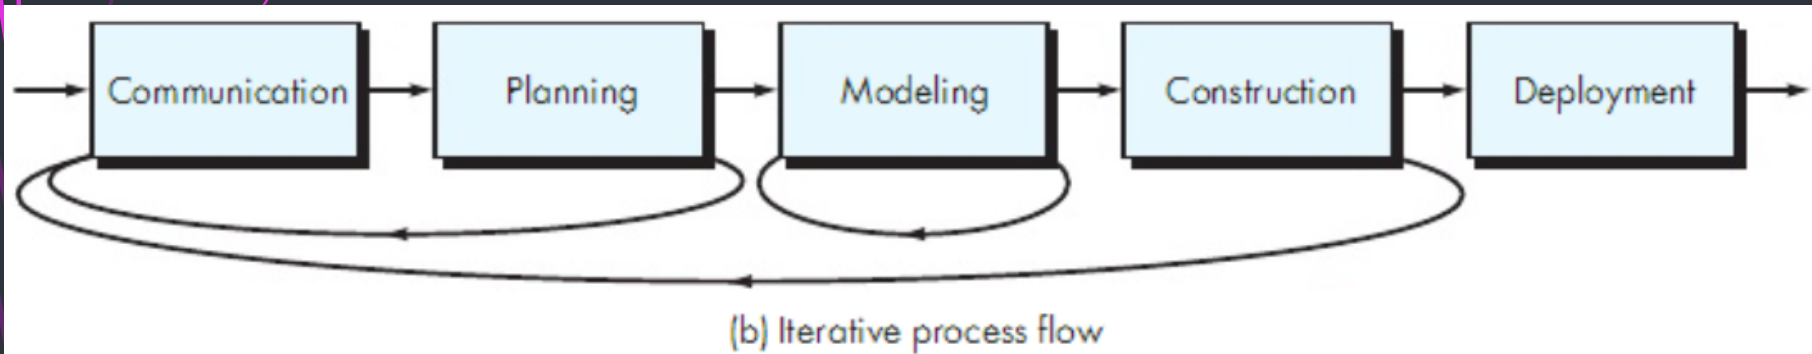 Communication
Planning
Modeling
Construction
Deployment
(b) Iterative process flow